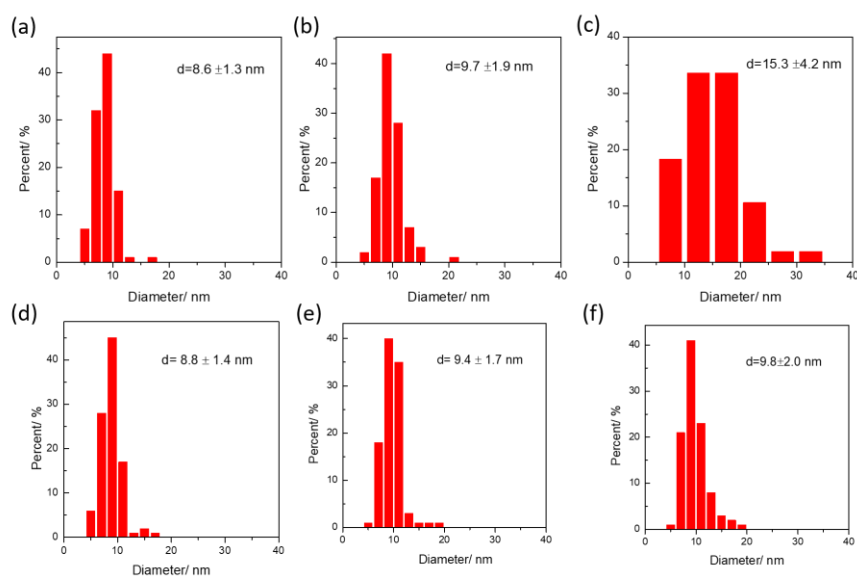 (a)
d=8.6 ±1.3 nm
Percent/ %
40
30
20
10
0
0 10 20 30 40
Diameter/ nm
(b)
d=9.7 ±1.9 nm
Percent/ %
40
30
20
10
0
0 10 20 30 40
Diameter/ nm
(c)
d=15.3 ±4.2 nm
Percent/ %
40
30
20
10
0
0 10 20 30 40
Diameter/ nm
(d)
d= 8.8 ± 1.4 nm
Percent/ %
40
30
20
10
0
0 10 20 30 40
Diameter/ nm
(e)
d= 9.4 ± 1.7 nm
Percent/ %
40
30
20
10
0
0 10 20 30 40
Diameter/ nm
(f)
d=9.8±2.0 nm
Percent/ %
40
30
20
10
0
0 10 20 30 40
Diameter/ nm